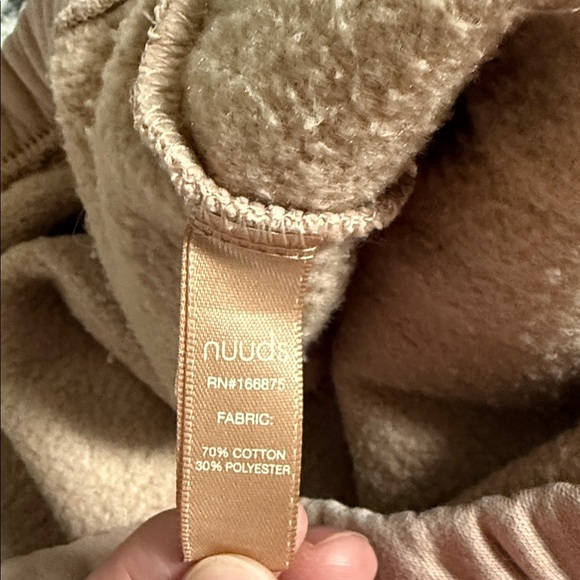 nuuds
RN#166875
FABRIC:
70% COTTON
30% POLYESTER